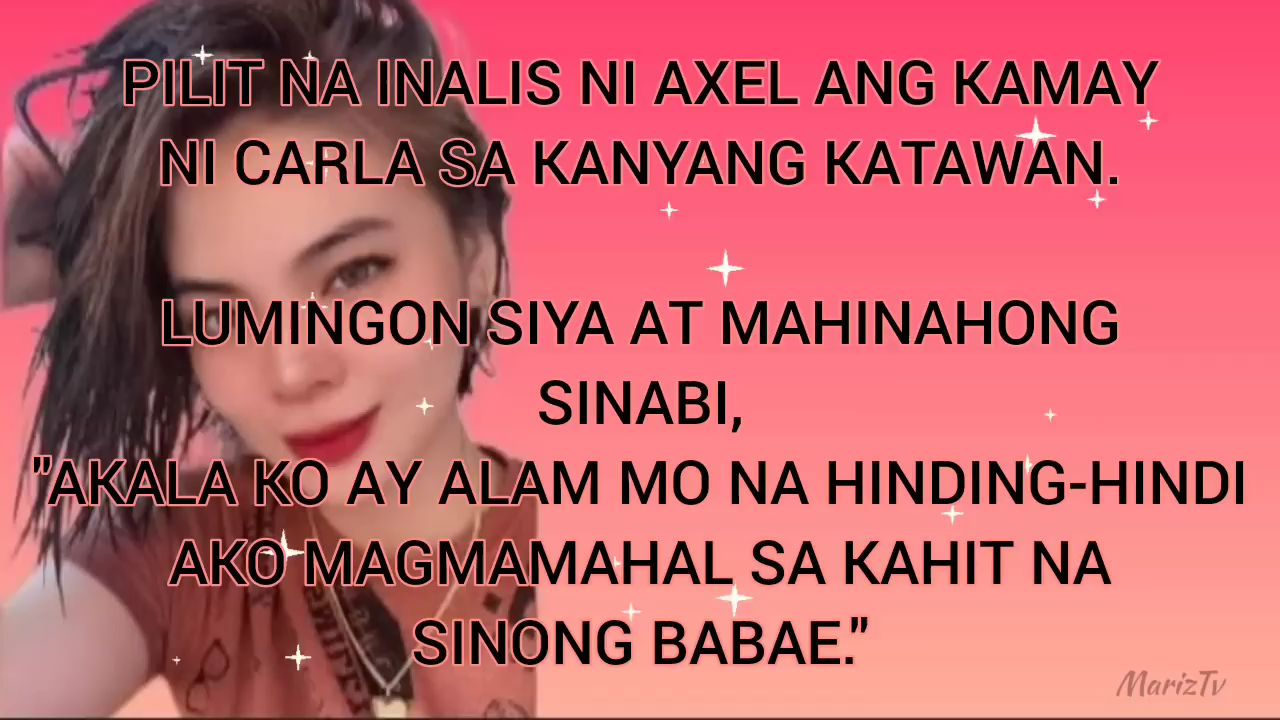 PILIT NA INALIS NI AXEL ANG KAMAY
NI CARLA SA KANYANG KATAWAN.
LUMINGON SIYA AT MAHINAHONG
SINABI,
"AKALA KO AY ALAM MO NA HINDING-HINDI
AKO MAGMAMAHAL SA KAHIT NA
SINONG BABAE."
MarizTv